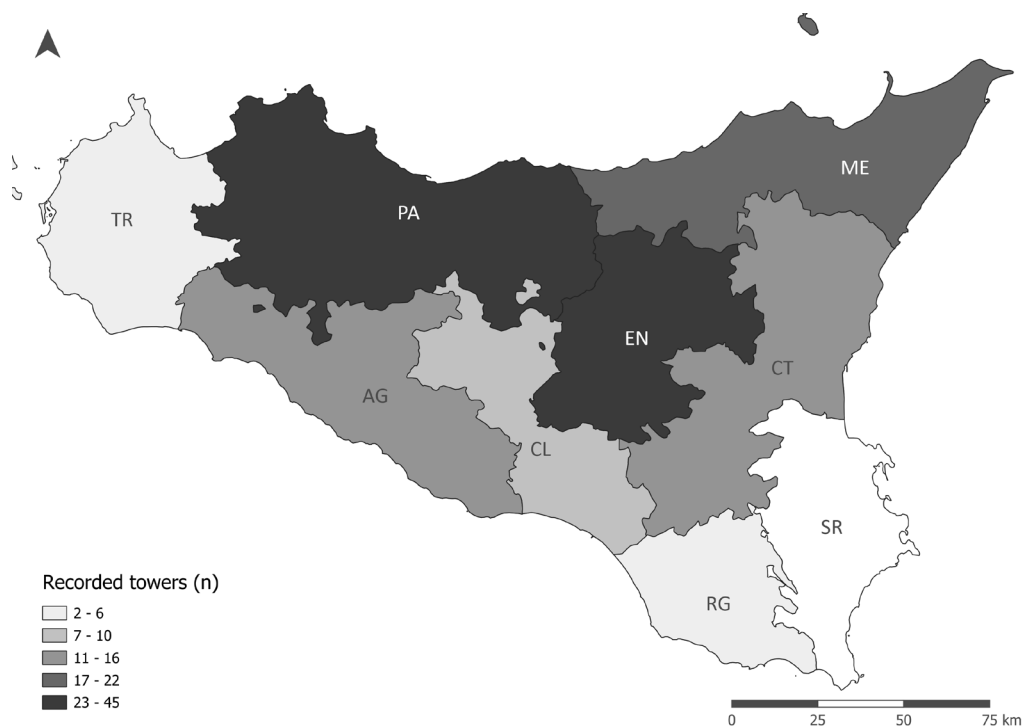 ME
PA
TR
EN
CT
AG
CL
SR
RG
Recorded towers (n)
2 - 6
7 - 10
11 - 16
17 - 22
23 - 45
0 25 50 75 km